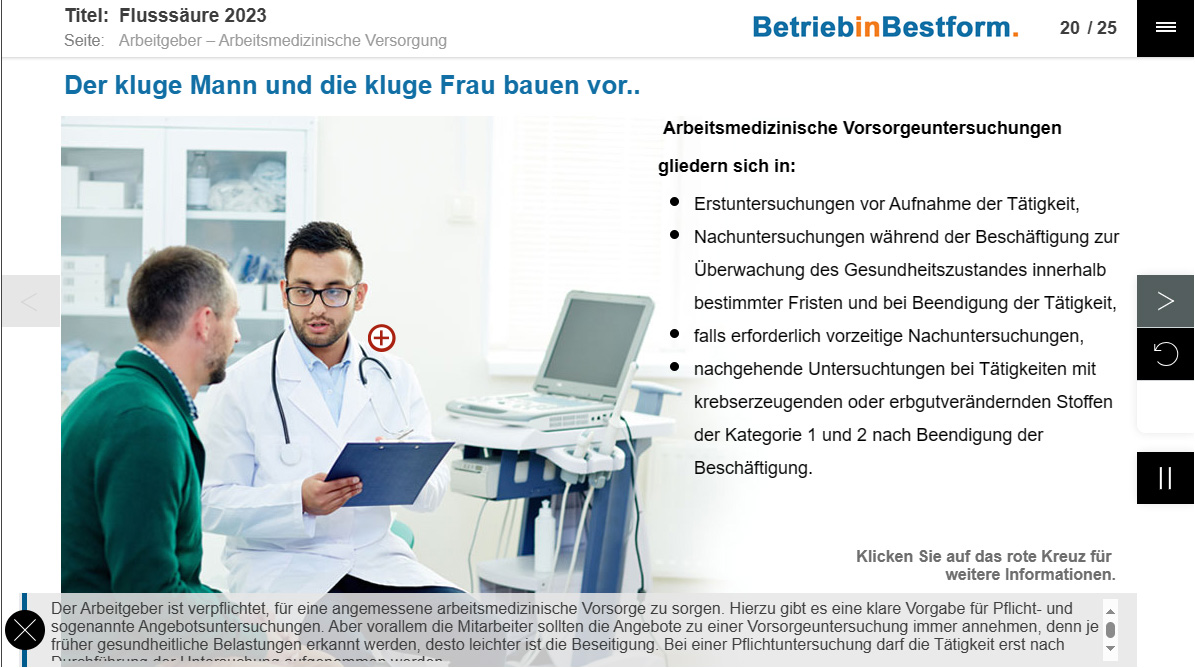 Titel: Flusssäure 2023
Seite: Arbeitgeber – Arbeitsmedizinische Versorgung
BetriebinBestform.
20 / 25
Der kluge Mann und die kluge Frau bauen vor..
Arbeitsmedizinische Vorsorgeuntersuchungen
gliedern sich in:
Erstuntersuchungen vor Aufnahme der Tätigkeit,
Nachuntersuchungen während der Beschäftigung zur
Überwachung des Gesundheitszustandes innerhalb
bestimmter Fristen und bei Beendigung der Tätigkeit,
falls erforderlich vorzeitige Nachuntersuchungen,
nachgehende Untersuchtungen bei Tätigkeiten mit
krebserzeugenden oder erbgutverändernden Stoffen
der Kategorie 1 und 2 nach Beendigung der
Beschäftigung.
Klicken Sie auf das rote Kreuz für
weitere Informationen.
Der Arbeitgeber ist verpflichtet, für eine angemessene arbeitsmedizinische Vorsorge zu sorgen. Hierzu gibt es eine klare Vorgabe für Pflicht- und
sogenannte Angebotsuntersuchungen. Aber vorallem die Mitarbeiter sollten die Angebote zu einer Vorsorgeuntersuchung immer annehmen, denn je
früher gesundheitliche Belastungen erkannt werden, desto leichter ist die Beseitigung. Bei einer Pflichtuntersuchung darf die Tätigkeit erst nach
Durchführung der Untersuchung aufgenommen werden.